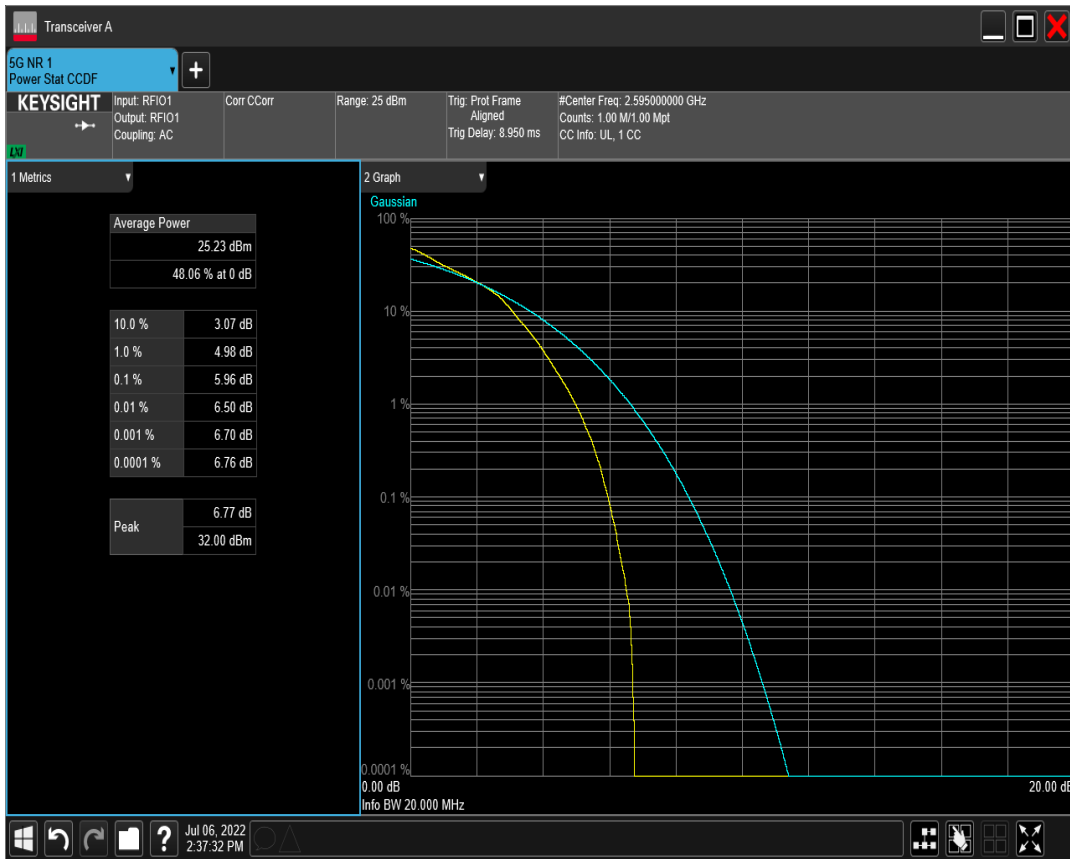 Transceiver A
5G NR 1
Power Stat CCDF
+
KEYSIGHT
LXI
Input: RFIO1
Output: RFIO1
Coupling: AC
Corr CCorr
Range: 25 dBm
Trig: Prot Frame
Aligned
Trig Delay: 8.950 ms
#Center Freq: 2.595000000 GHz
Counts: 1.00 M/1.00 Mpt
CC Info: UL, 1 CC
1 Metrics
Average Power
25.23 dBm
48.06 % at 0 dB
10.0 % 3.07 dB
1.0 % 4.98 dB
0.1 % 5.96 dB
0.01 % 6.50 dB
0.001 % 6.70 dB
0.0001 % 6.76 dB
Peak
6.77 dB
32.00 dBm
2 Graph
Gaussian
100 %
10 %
1 %
0.1 %
0.01 %
0.001 %
0.0001 %
0.00 dB
20.00 dB
Info BW 20.000 MHz
?
Jul 06, 2022
2:37:32 PM